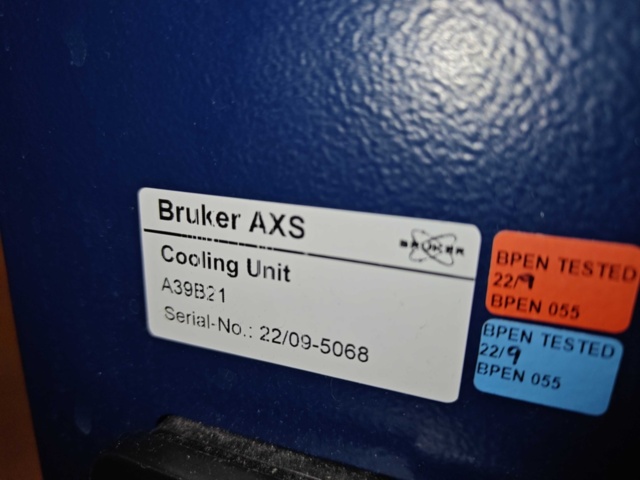 Bruker AXS
BRUKER
Cooling Unit
A39B21
Serial-No.: 22/09-5068
BPEN TESTED
22/9
BPEN 055
BPEN TESTED
22/9
BPEN 055